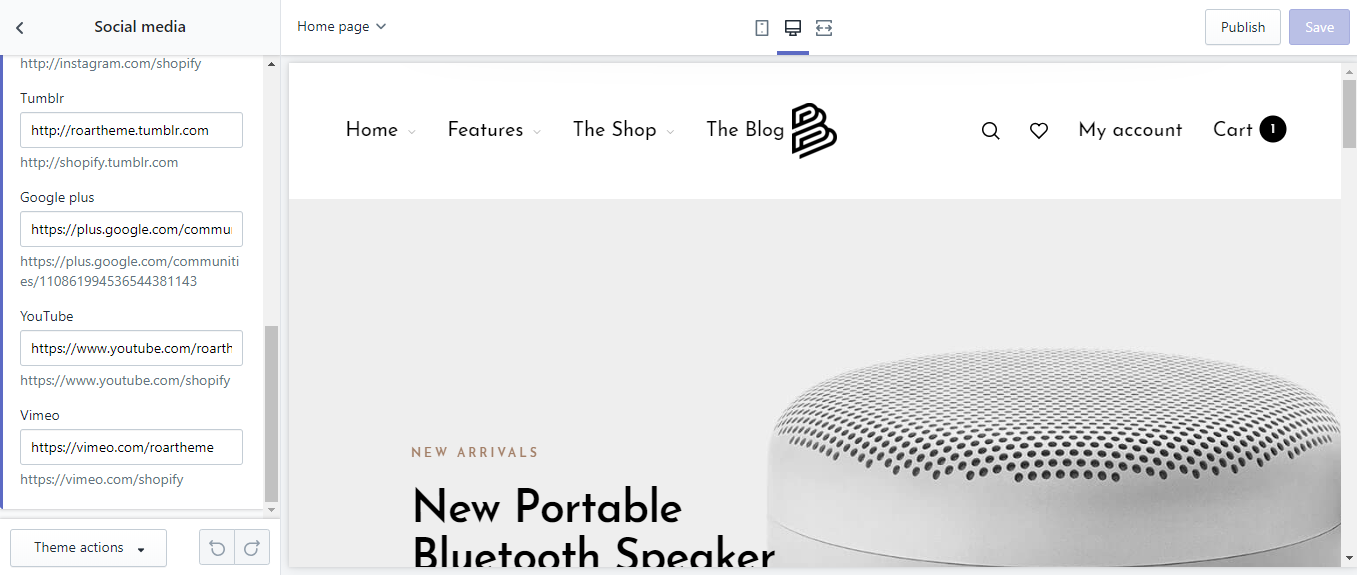 Social media
Home page
Publish
Save
http://instagram.com/shopify
Tumblr
http://roartheme.tumblr.com
http://shopify.tumblr.com
Google plus
https://plus.google.com/commu
https://plus.google.com/communiti
es/110861994536544381143
YouTube
https://www.youtube.com/roarth
https://www.youtube.com/shopify
Vimeo
https://vimeo.com/roartheme
https://vimeo.com/shopify
Theme actions
Home
Features
The Shop
The Blog
My account
Cart 1
NEW ARRIVALS
New Portable
Bluetooth Speaker